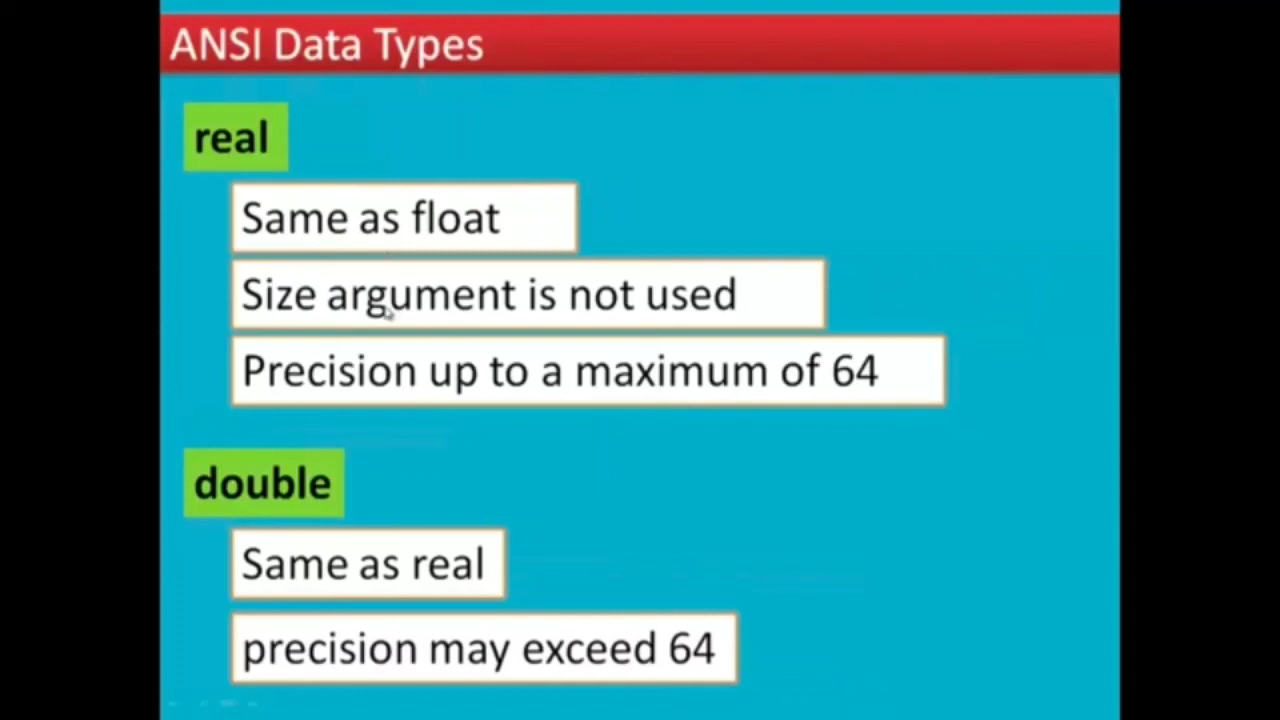 ANSI Data Types
real
Same as float
Size argument is not used
Precision up to a maximum of 64
double
Same as real
precision may exceed 64